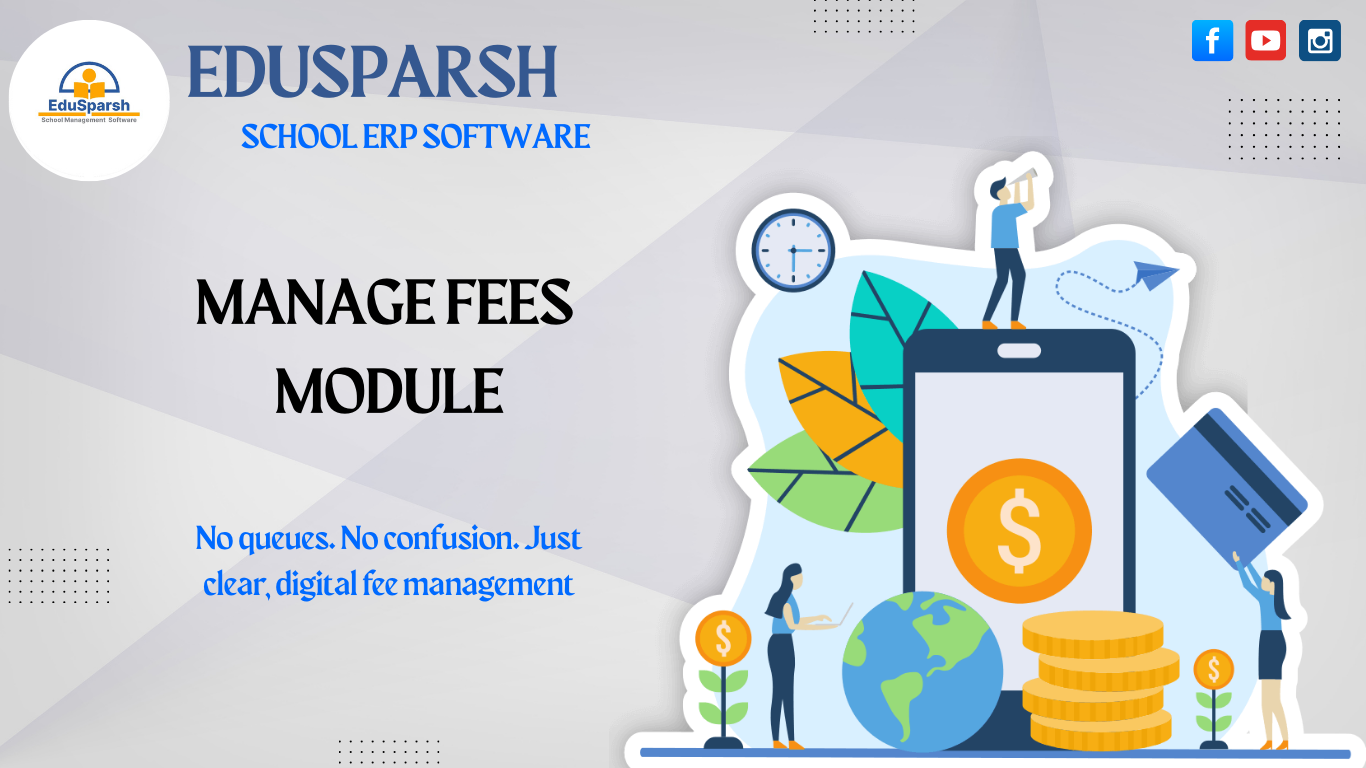 EduSparsh
School Management Software
EDUSPARSH
SCHOOL ERP SOFTWARE
MANAGE FEES
MODULE
No queues. No confusion. Just
clear, digital fee management
f
$
$
$